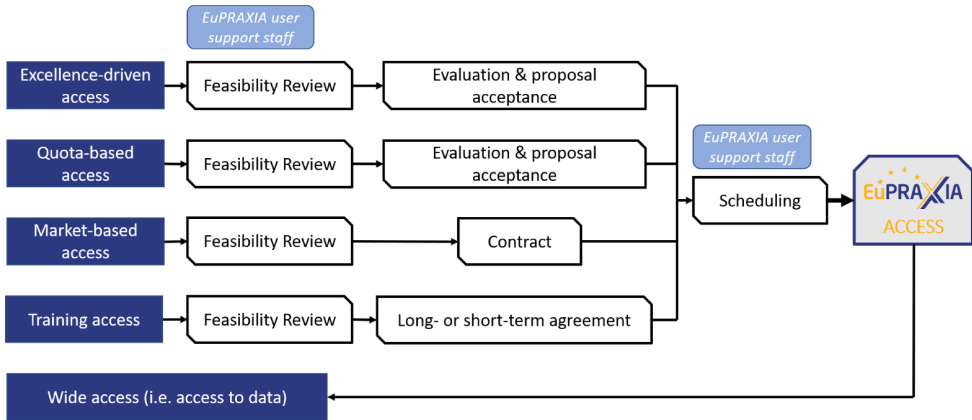 EuPRAXIA user
support staff
Excellence-driven
access
Feasibility Review
Evaluation & proposal
acceptance
Quota-based
access
Feasibility Review
Evaluation & proposal
acceptance
EuPRAXIA user
support staff
Scheduling
EuPRAXIA
ACCESS
Market-based
access
Feasibility Review
Contract
Training access
Feasibility Review
Long- or short-term agreement
Wide access (i.e. access to data)